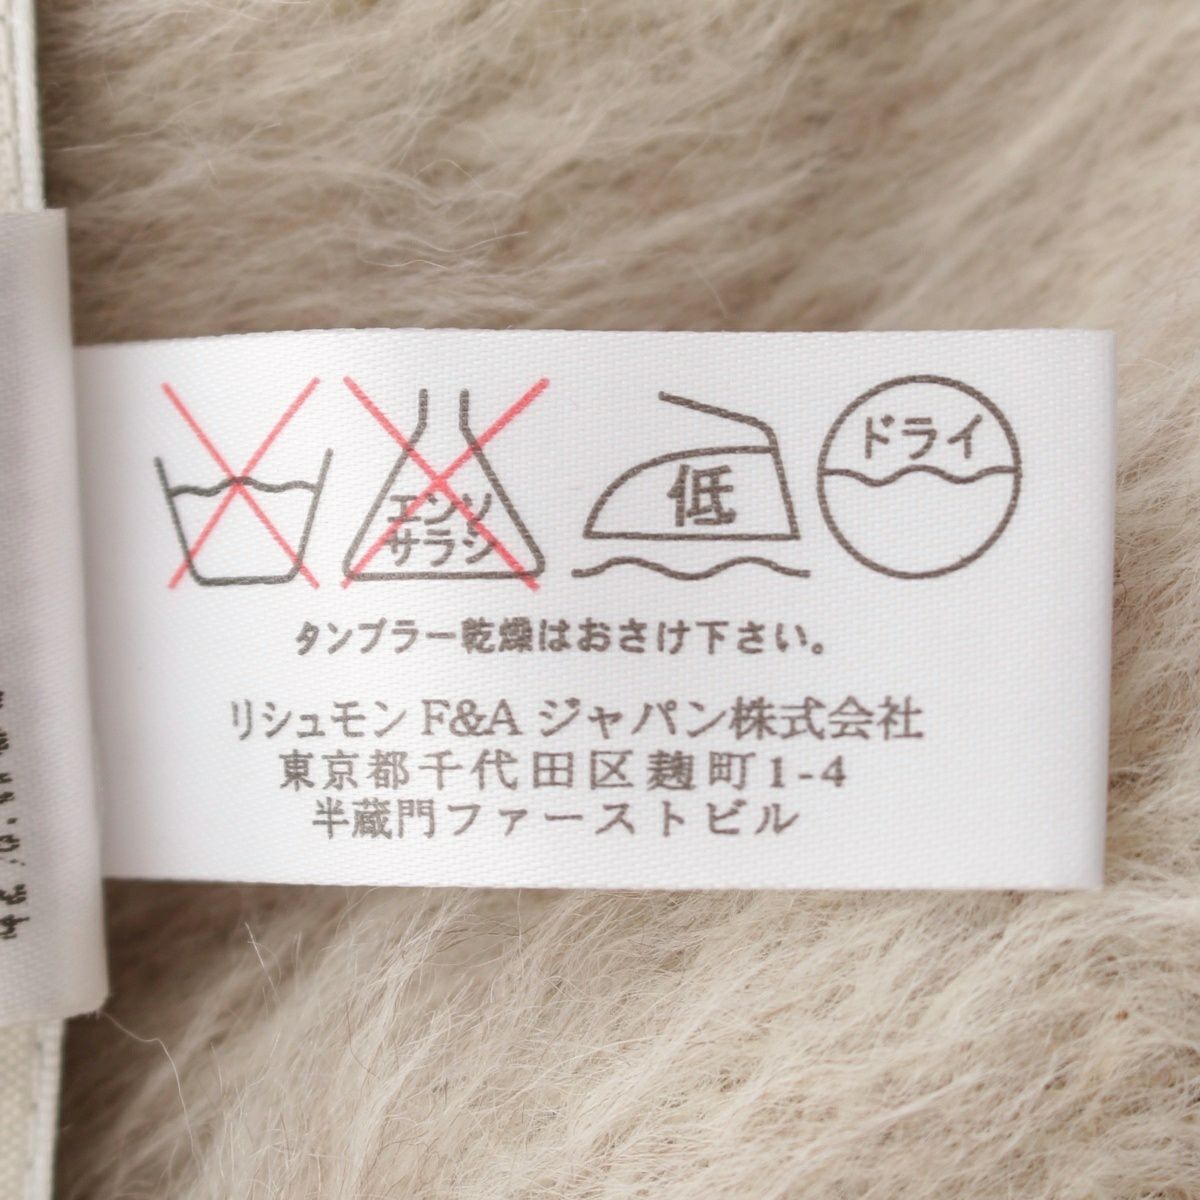 エンソ
サラシ
低
ドライ
タンブラー乾燥はおさけ下さい。
リシュモン F&A ジャパン株式会社
東京都千代田区麹町1-4
半蔵門ファーストビル